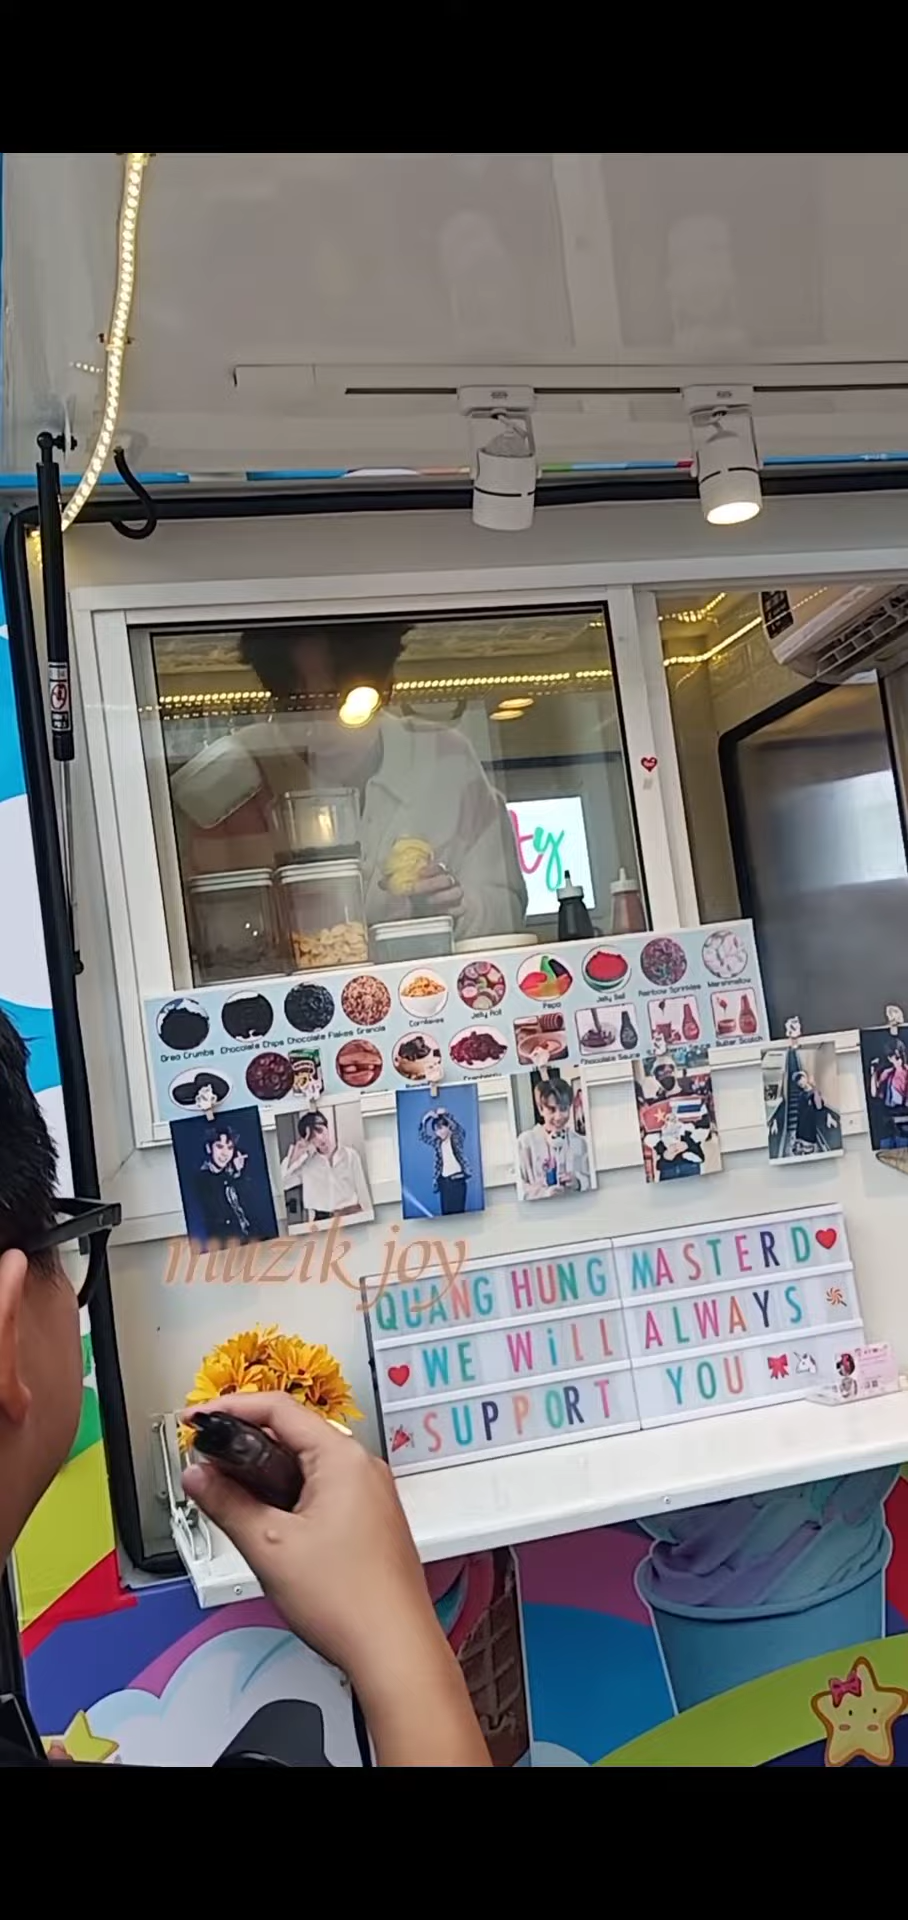 ty
Oreo Crumbs Chocolate Chips Chocolate Flakes Granola Cornflakes Jelly Roll Pepo Jelly Ball Rainbow Sprinkles Marshmallow
Chocolate Sauce Butter Scotch
muzik joy
QUANG HUNG MASTERD
WE WiLL ALWAYS
SUPPORT YOU